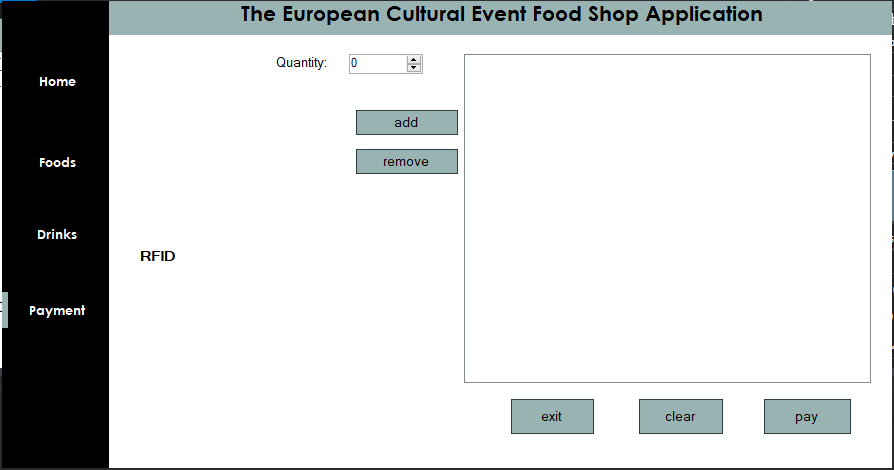 The European Cultural Event Food Shop Application
Home
Foods
Drinks
Payment
Quantity: 0
add
remove
RFID
exit clear pay